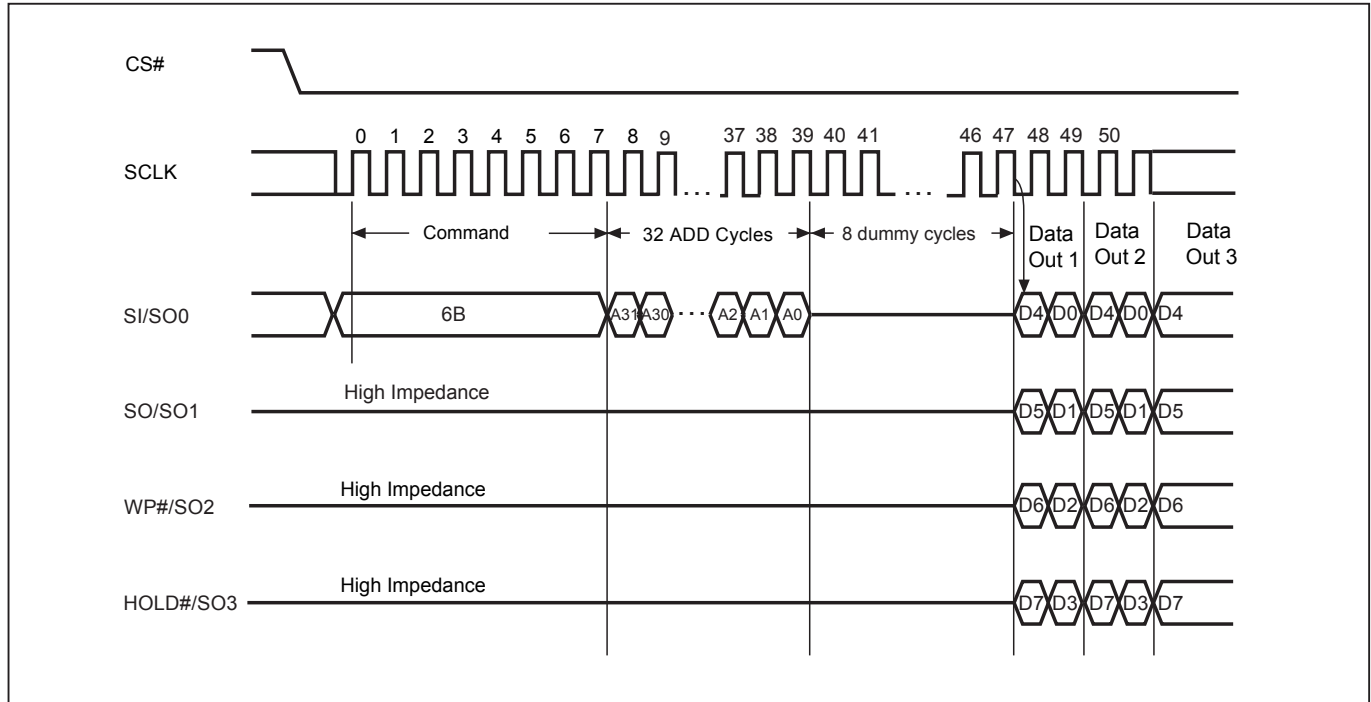 CS#
0 1 2 3 4 5 6 7 8 9 37 38 39 40 41 46 47 48 49 50
SCLK
Command 32 ADD Cycles 8 dummy cycles Data Out 1 Data Out 2 Data Out 3
SI/SO0 6B A31 A30 A2 A1 A0 D4 D0 D4 D0 D4
High Impedance
SO/SO1 D5 D1 D5 D1 D5
High Impedance
WP#/SO2 D6 D2 D6 D2 D6
High Impedance
HOLD#/SO3 D7 D3 D7 D3 D7